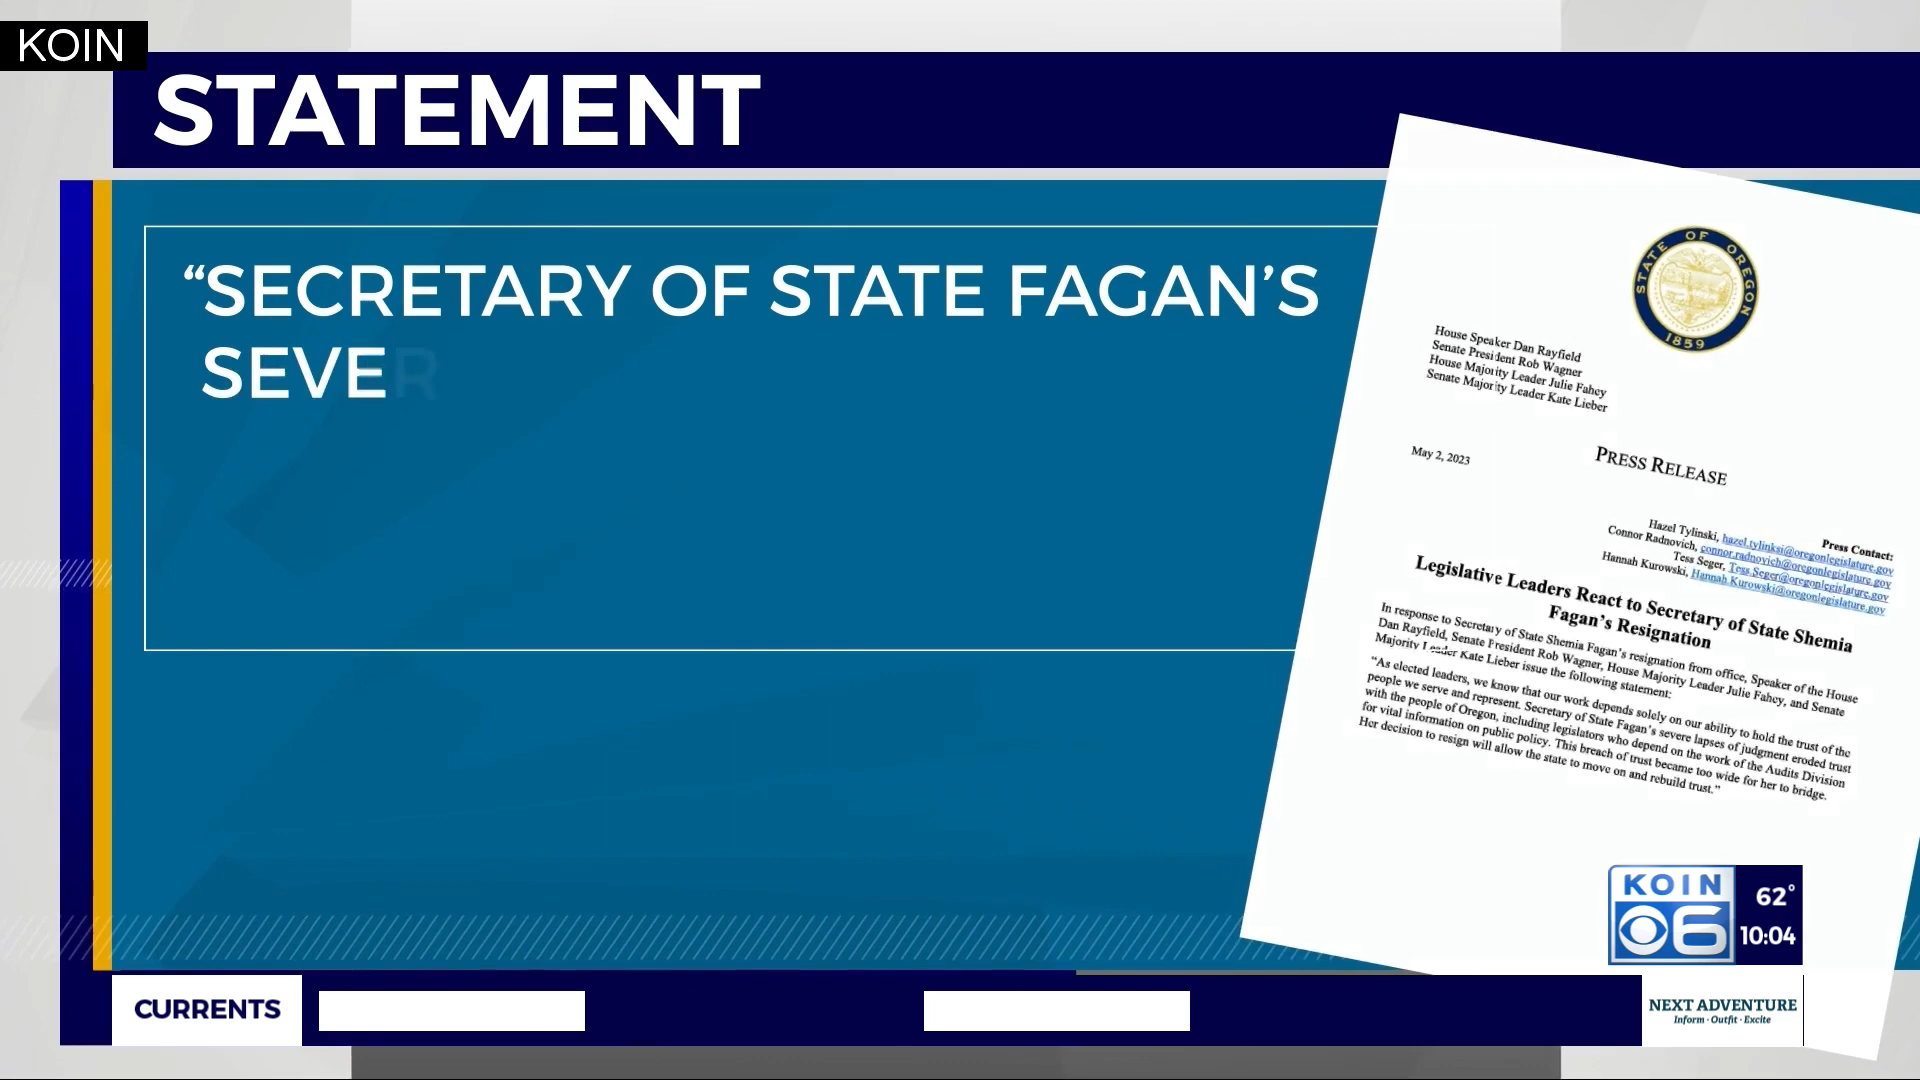 KOIN
STATEMENT
“SECRETARY OF STATE FAGAN’S
SEVER
STATE OF OREGON
1859
House Speaker Dan Rayfield
Senate President Rob Wagner
House Majority Leader Julie Fahey
Senate Majority Leader Kate Lieber
May 2, 2023
PRESS RELEASE
Press Contact:
Hazel Tylinski, hazel.tylinksi@oregonlegislature.gov
Connor Radnovich, connor.radnovich@oregonlegislature.gov
Tess Seger, Tess.Seger@oregonlegislature.gov
Hannah Kurowski, Hannah.Kurowski@oregonlegislature.gov
Legislative Leaders React to Secretary of State Shemia
Fagan’s Resignation
In response to Secretary of State Shemia Fagan’s resignation from office, Speaker of the House
Dan Rayfield, Senate President Rob Wagner, House Majority Leader Julie Fahey, and Senate
Majority Leader Kate Lieber issue the following statement:
“As elected leaders, we know that our work depends solely on our ability to hold the trust of the
people we serve and represent. Secretary of State Fagan’s severe lapses of judgment eroded trust
with the people of Oregon, including legislators who depend on the work of the Audits Division
for vital information on public policy. This breach of trust became too wide for her to bridge.
Her decision to resign will allow the state to move on and rebuild trust.”
KOIN
6
62°
10:04
CURRENTS
NEXT ADVENTURE
Inform · Outfit · Excite